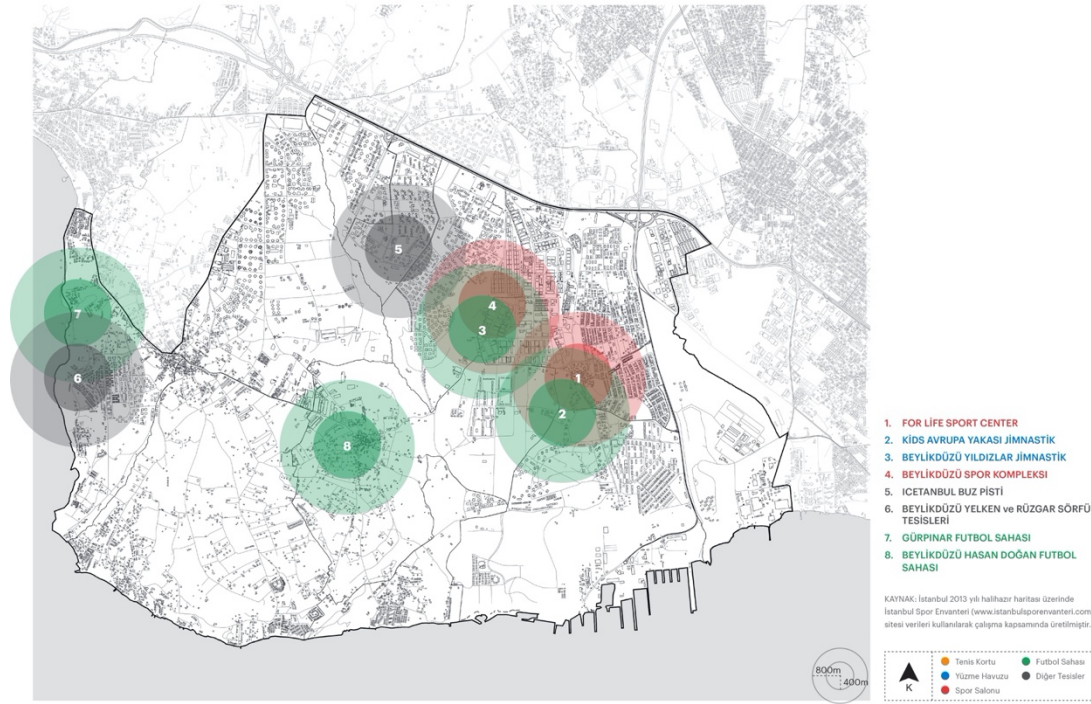 5
4
3
7
1
6
2
8
1. FOR LİFE SPORT CENTER
2. KİDS AVRUPA YAKASI JİMNASTİK
3. BEYLİKDÜZÜ YILDIZLAR JİMNASTİK
4. BEYLİKDÜZÜ SPOR KOMPLEKSI
5. ICETANBUL BUZ PİSTİ
6. BEYLİKDÜZÜ YELKEN ve RÜZGAR SÖRFÜ
TESİSLERİ
7. GÜRPINAR FUTBOL SAHASI
8. BEYLİKDÜZÜ HASAN DOĞAN FUTBOL
SAHASI
KAYNAK: İstanbul 2013 yılı halihazır haritası üzerinde
İstanbul Spor Envanteri (www.istanbulsporenvanteri.com
sitesi verileri kullanılarak çalışma kapsamında üretilmiştir.
800m
400m
K
Tenis Kortu
Yüzme Havuzu
Spor Salonu
Futbol Sahası
Diğer Tesisler